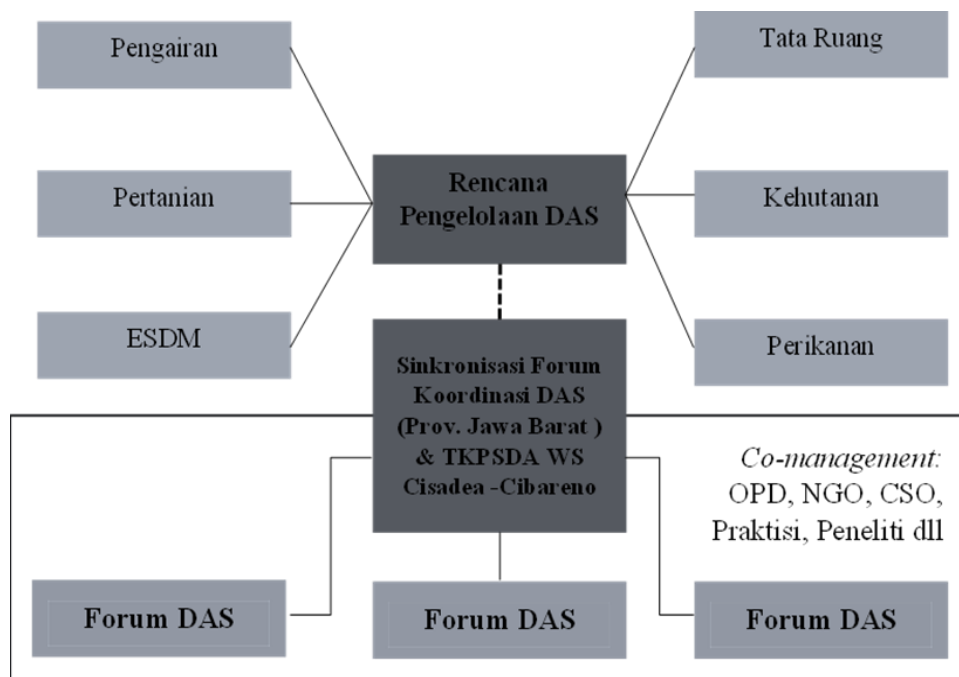 Pengairan
Tata Ruang
Rencana
Pengelolaan DAS
Pertanian
Kehutanan
ESDM
Perikanan
Sinkronisasi Forum
Koordinasi DAS
(Prov. Jawa Barat )
& TKPSDA WS
Cisadea -Cibareno
Co-management:
OPD, NGO, CSO,
Praktisi, Peneliti dll
Forum DAS
Forum DAS
Forum DAS